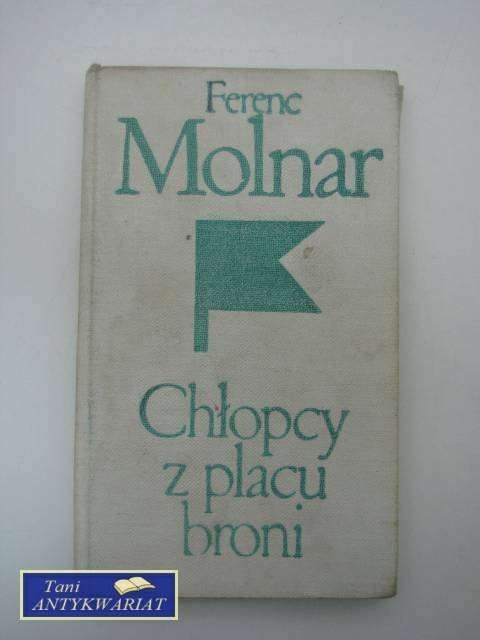 Ferenc
Molnar
Chłopcy
z placu
broni
Tani
ANTYKWARIAT